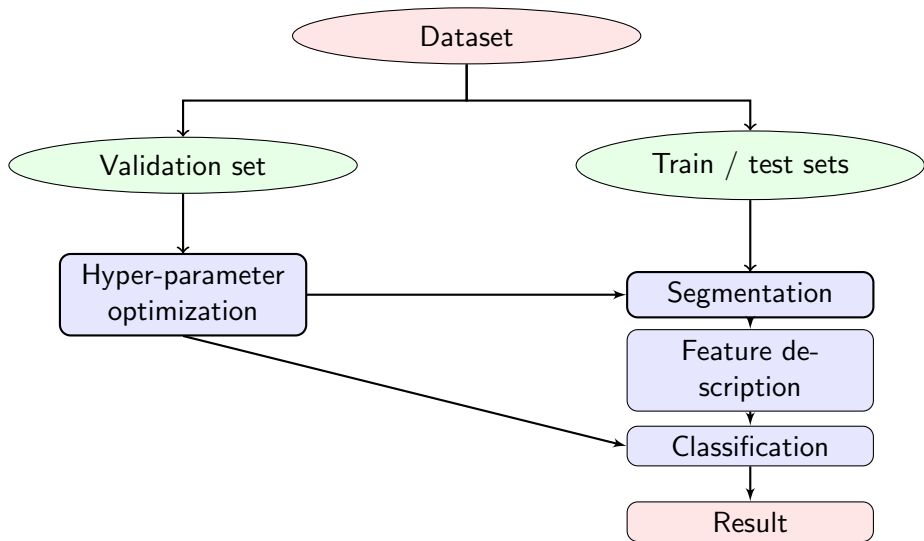 Dataset
Validation set
Train / test sets
Hyper-parameter
optimization
Segmentation
Feature de-
scription
Classification
Result